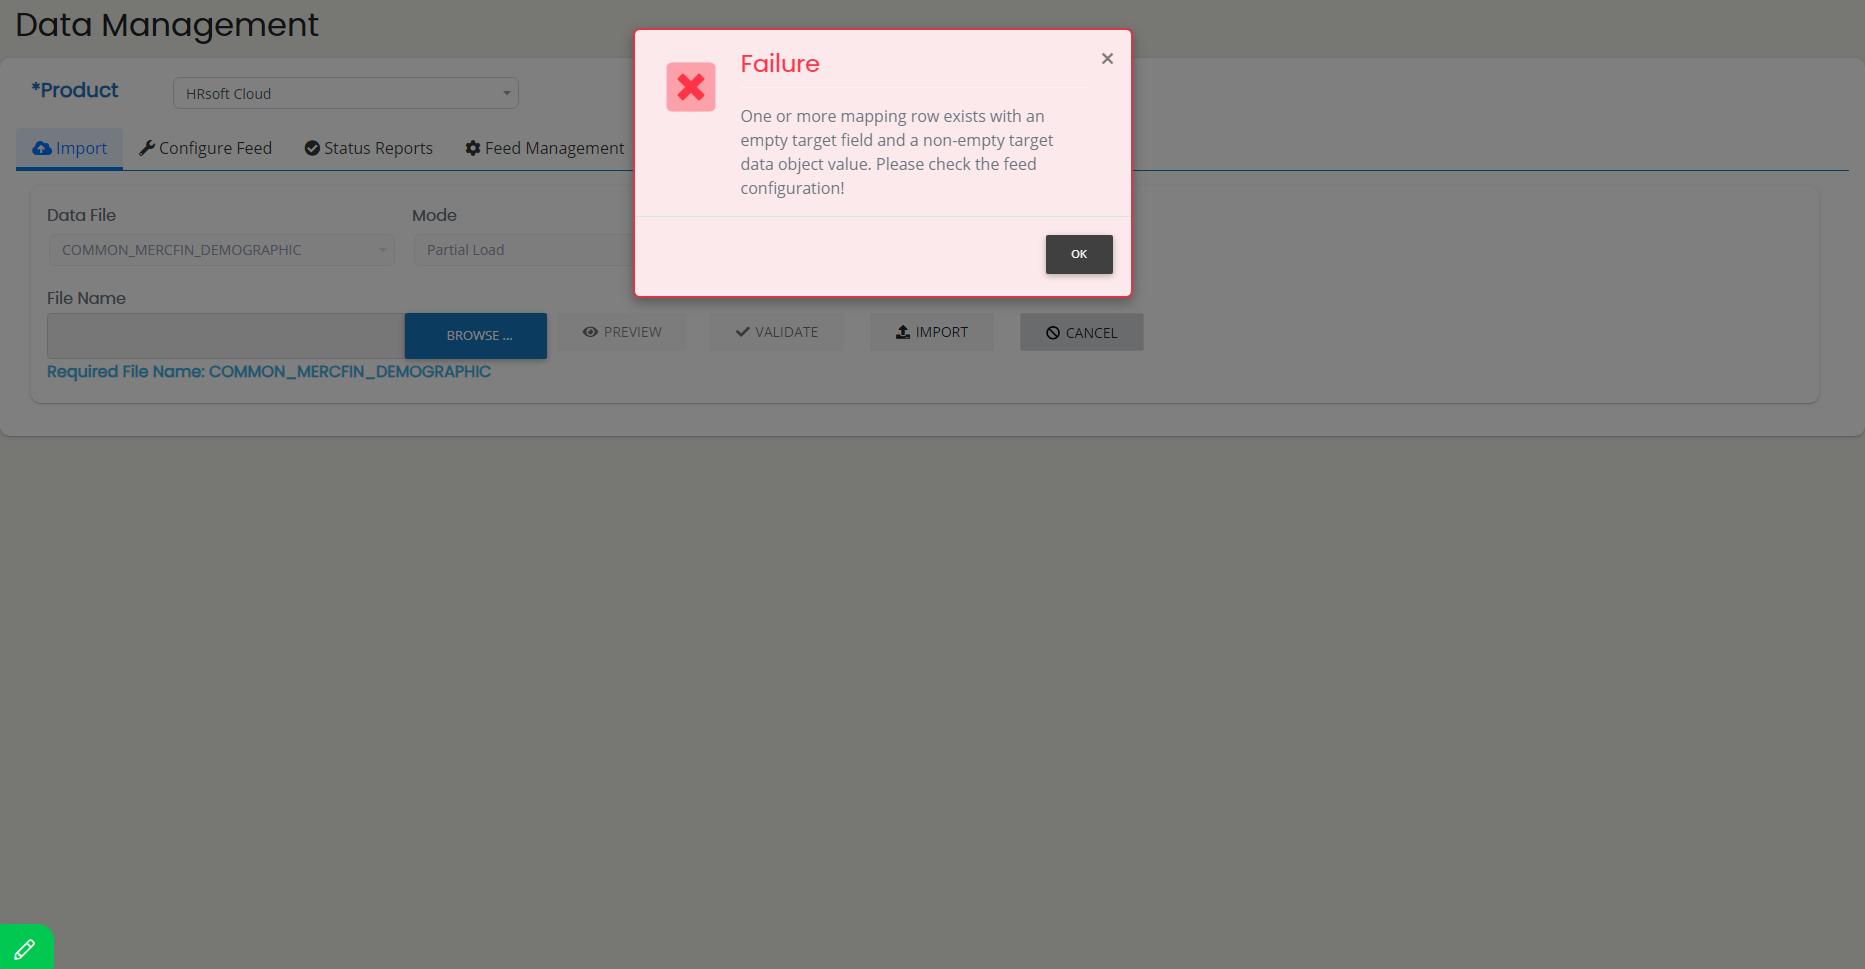 Data Management
*Product
HRsoft Cloud
Import
Configure Feed
Status Reports
Feed Management
Failure
×
One or more mapping row exists with an
empty target field and a non-empty target
data object value. Please check the feed
configuration!
OK
Data File
Mode
COMMON_MERCFIN_DEMOGRAPHIC
Partial Load
File Name
BROWSE ...
PREVIEW
VALIDATE
IMPORT
CANCEL
Required File Name: COMMON_MERCFIN_DEMOGRAPHIC